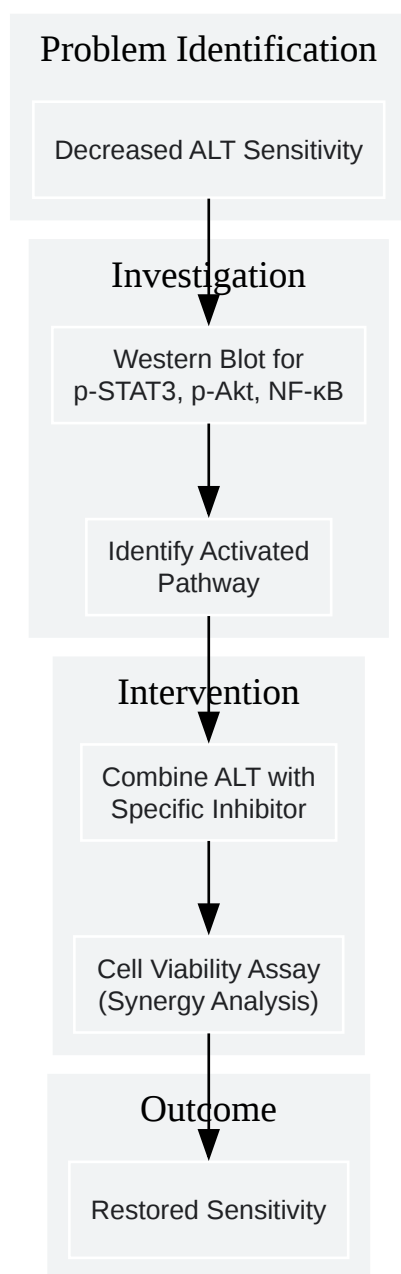 Problem Identification
Decreased ALT Sensitivity
Investigation
Western Blot for
p-STAT3, p-Akt, NF-κB
Identify Activated
Pathway
Intervention
Combine ALT with
Specific Inhibitor
Cell Viability Assay
(Synergy Analysis)
Outcome
Restored Sensitivity